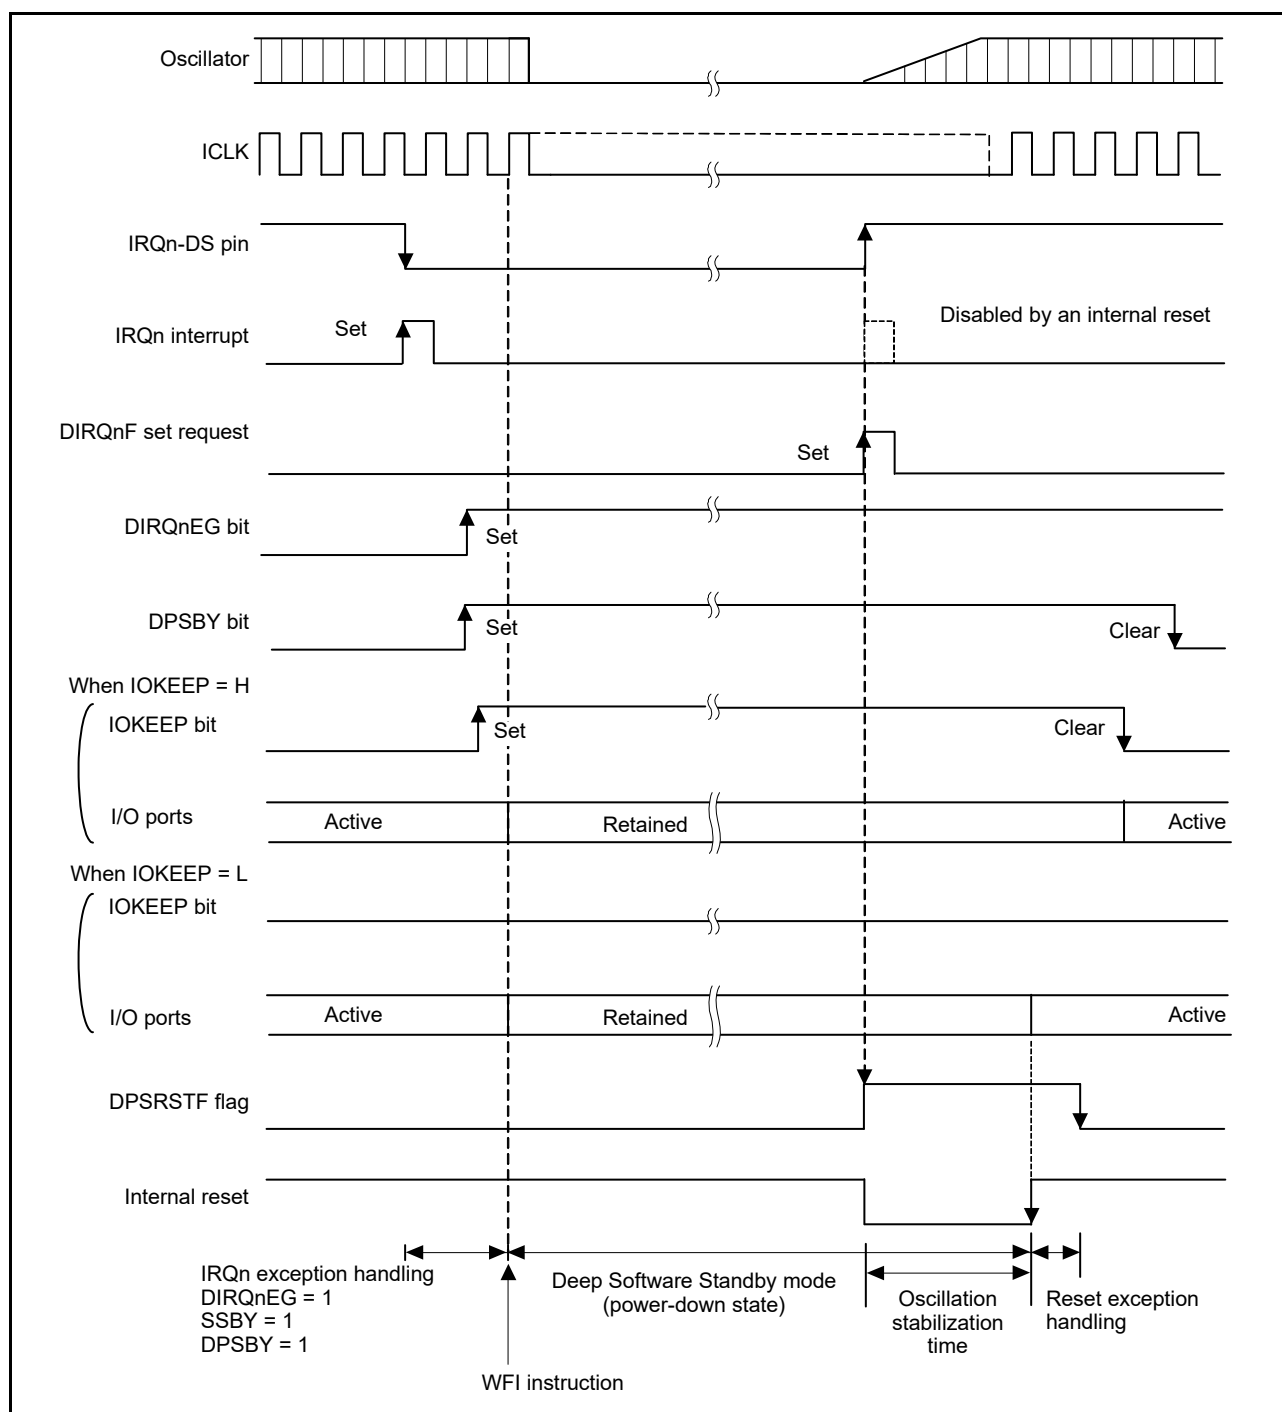 Oscillator
ICLK
IRQn-DS pin
IRQn interrupt
Set
Disabled by an internal reset
DIRQnF set request
Set
DIRQnEG bit
Set
DPSBY bit
Set
Clear
When IOKEEP = H
IOKEEP bit
Set
Clear
I/O ports
Active
Retained
Active
When IOKEEP = L
IOKEEP bit
I/O ports
Active
Retained
Active
DPSRSTF flag
Internal reset
IRQn exception handling
DIRQnEG = 1
SSBY = 1
DPSBY = 1
Deep Software Standby mode
(power-down state)
Oscillation
stabilization
time
Reset exception
handling
WFI instruction